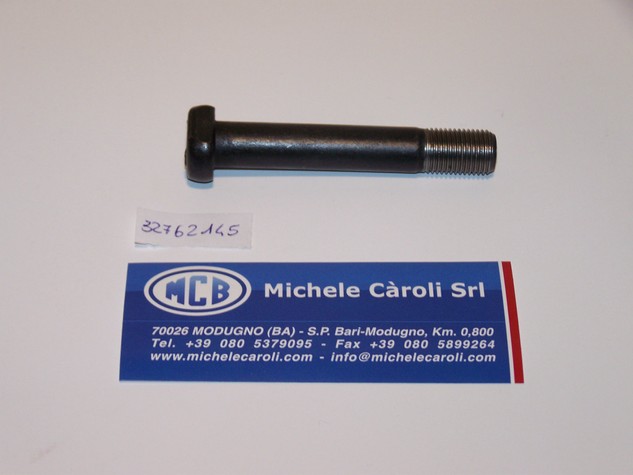 32762145
MCB Michele Càroli Srl
70026 MODUGNO (BA) - S.P. Bari-Modugno, Km. 0,800
Tel. +39 080 5379095 - Fax +39 080 5899264
www.michelecaroli.com - info@michelecaroli.com